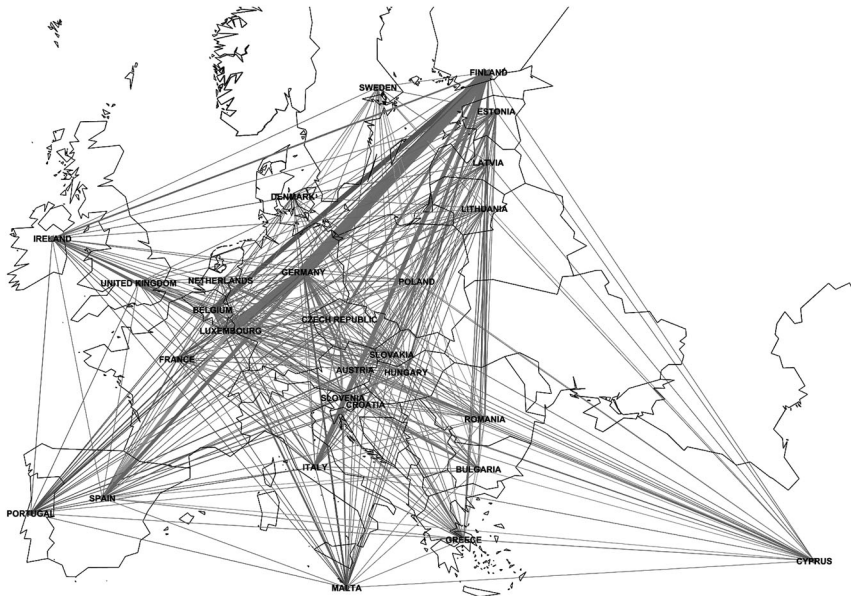 FINLAND
SWEDEN
ESTONIA
LATVIA
DENMARK
LITHUANIA
IRELAND
GERMANY
UNITED KINGDOM
NETHERLANDS
POLAND
BELGIUM
CZECH REPUBLIC
LUXEMBOURG
SLOVAKIA
FRANCE
AUSTRIA
HUNGARY
SLOVENIA
CROATIA
ROMANIA
ITALY
BULGARIA
SPAIN
PORTUGAL
GREECE
CYPRUS
MALTA